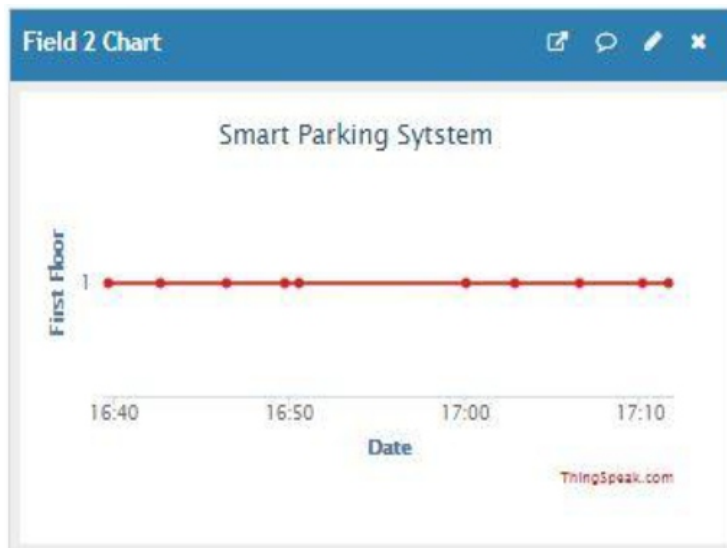 Field 2 Chart
Smart Parking Sytstem
First Floor
1
16:40 16:50 17:00 17:10
Date
ThingSpeak.com